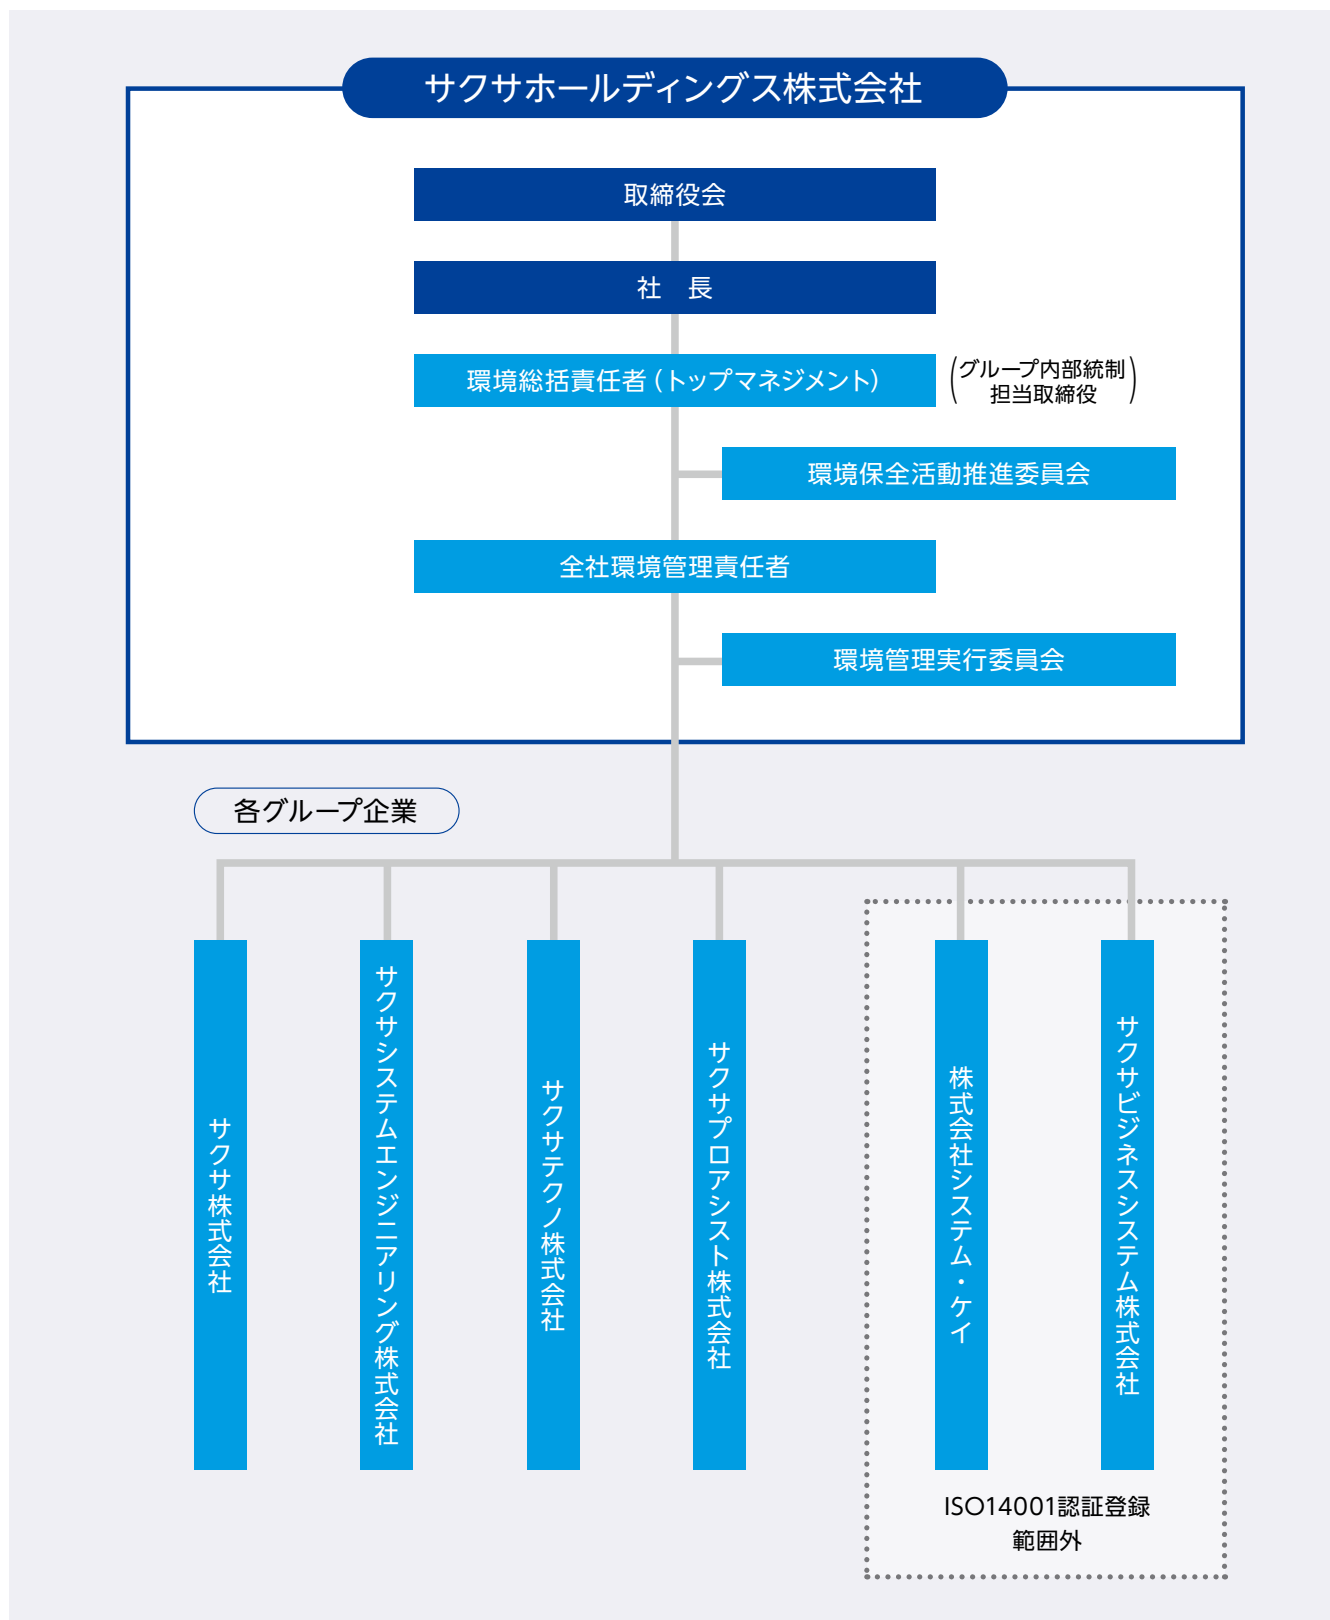 サクサホールディングス株式会社
取締役会
社　長
環境総括責任者（トップマネジメント）
（グループ内部統制
担当取締役）
環境保全活動推進委員会
全社環境管理責任者
環境管理実行委員会
各グループ企業
サクサ株式会社
サクサシステムエンジニアリング株式会社
サクサテクノ株式会社
サクサプロアシスト株式会社
株式会社システム・ケイ
サクサビジネスシステム株式会社
ISO14001認証登録
範囲外